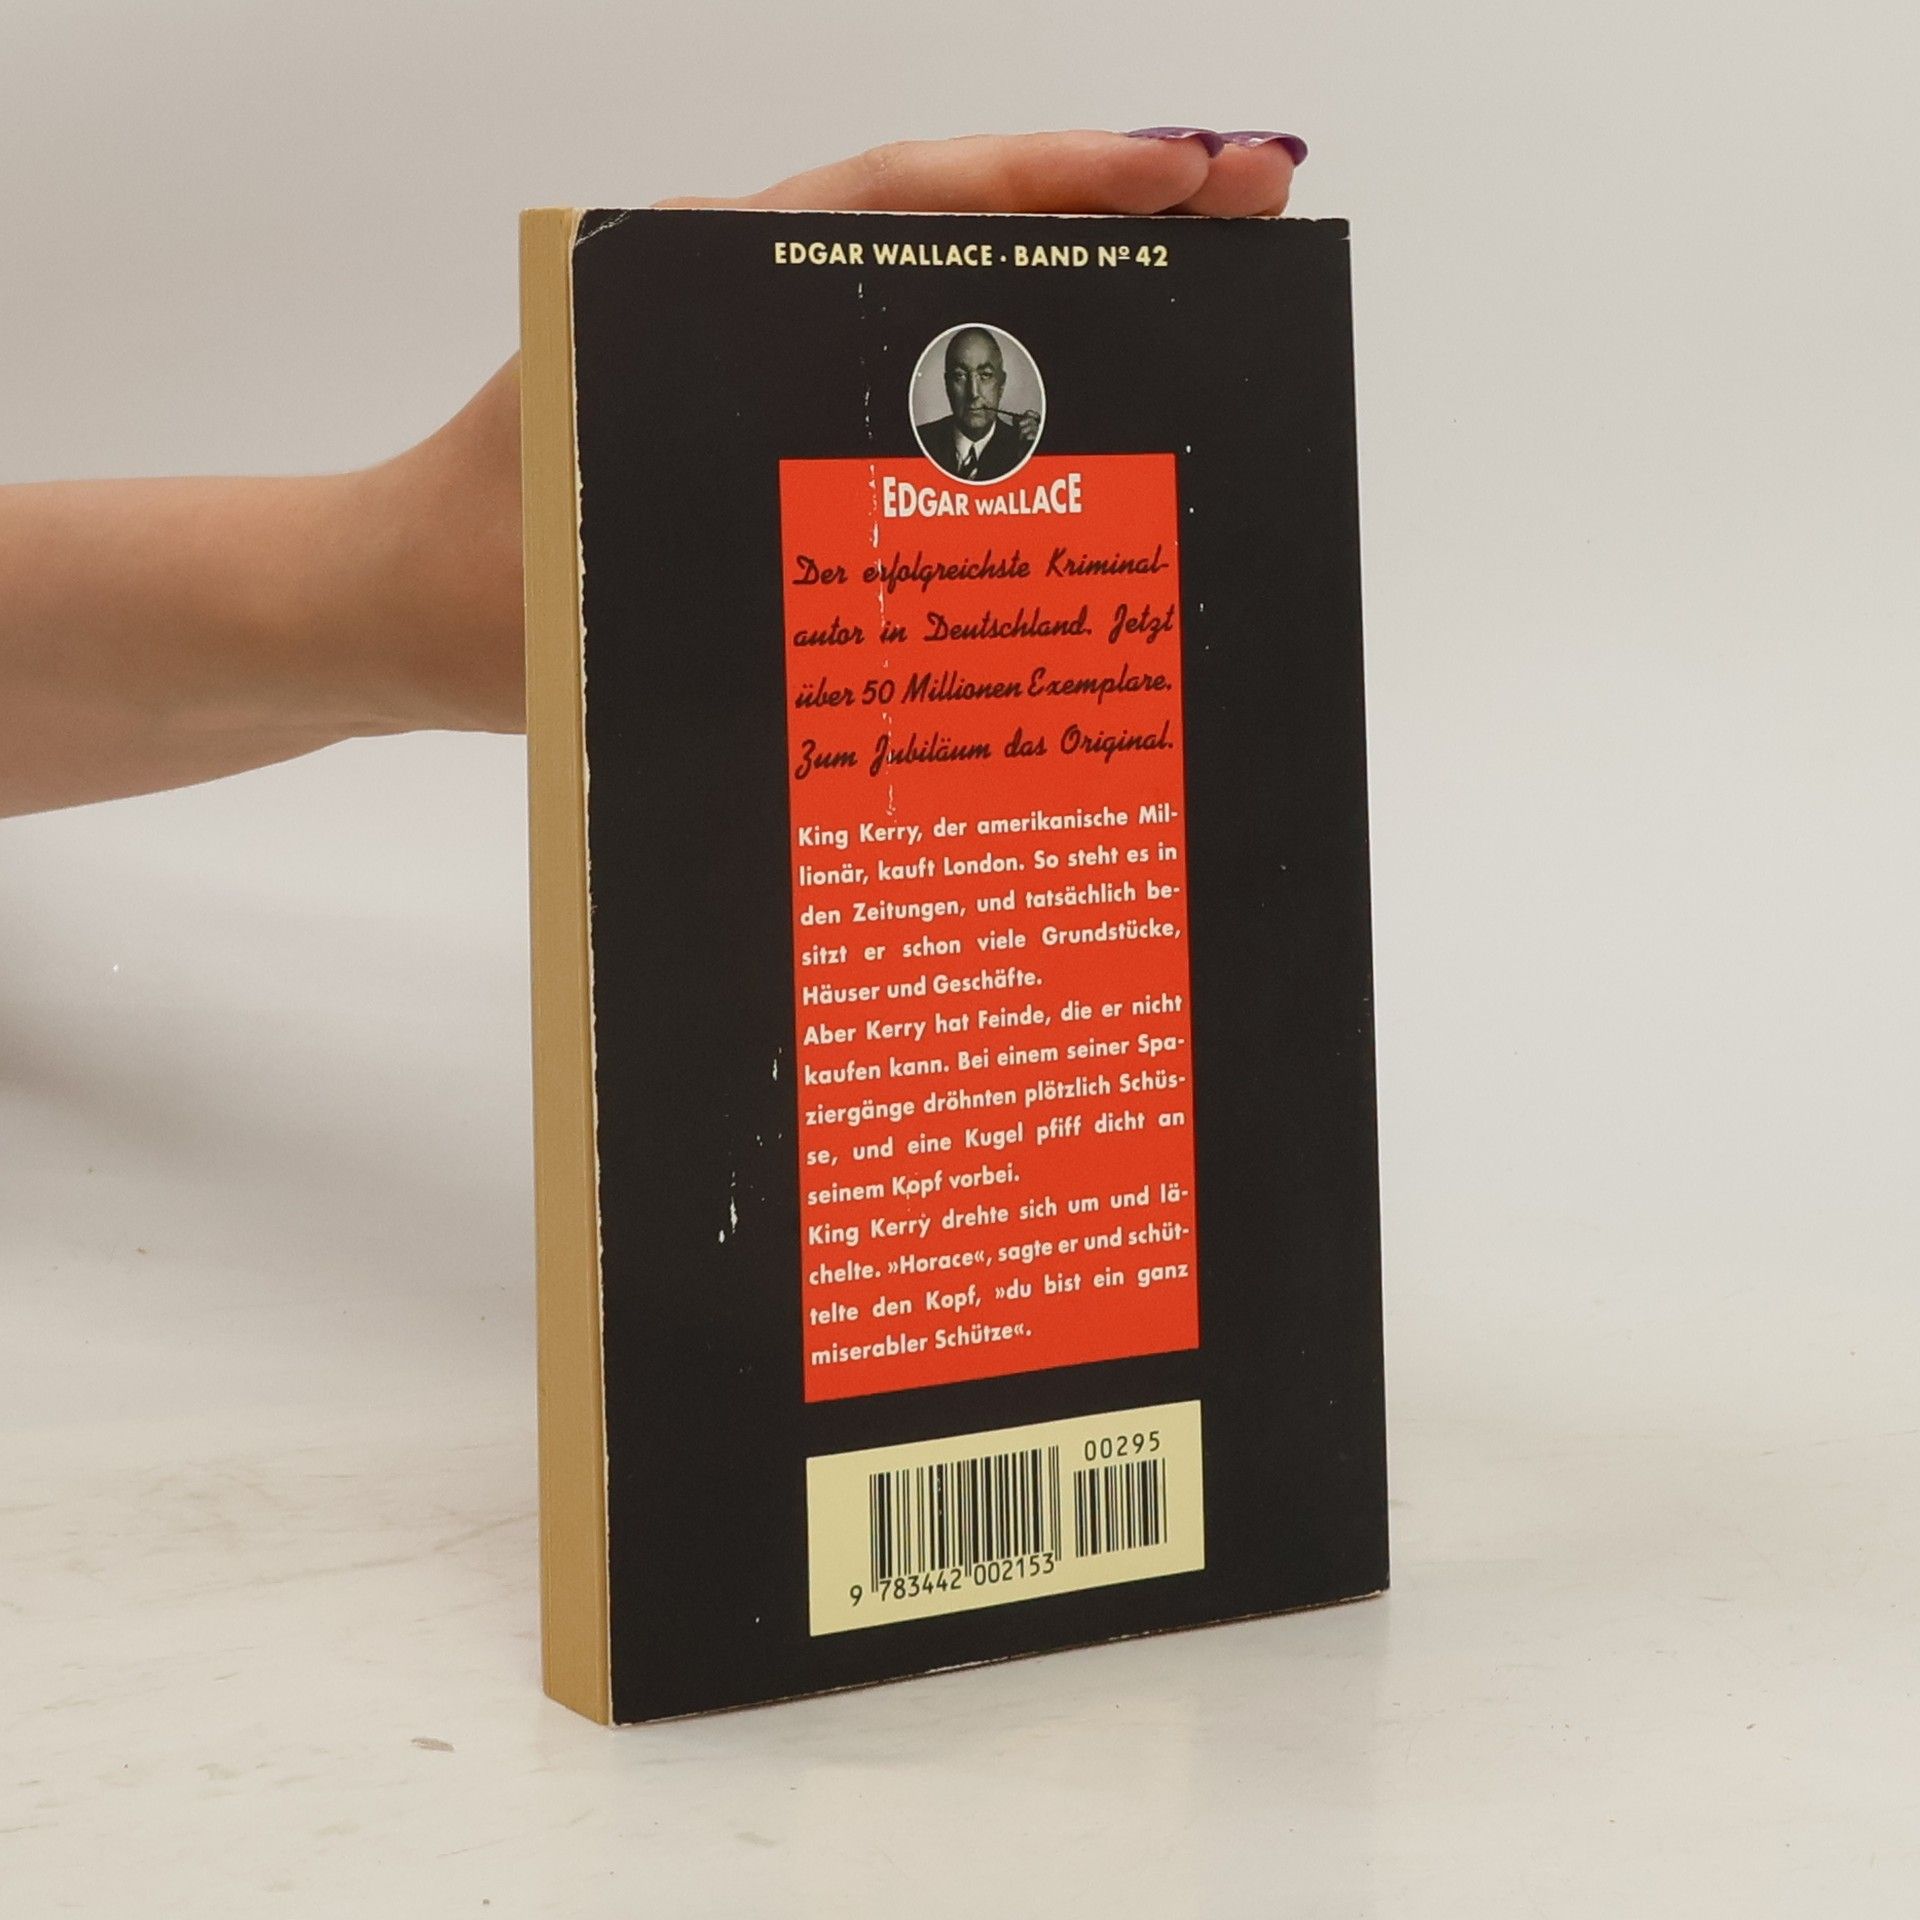 EDGAR WALLACE · BAND Nº 42
EDGAR WALLACE
Der erfolgreichste Kriminal-
autor in Deutschland. Jetzt
über 50 Millionen Exemplare.
Zum Jubiläum das Original.
King Kerry, der amerikanische Mil-
lionär, kauft London. So steht es in
den Zeitungen, und tatsächlich be-
sitzt er schon viele Grundstücke,
Häuser und Geschäfte.
Aber Kerry hat Feinde, die er nicht
kaufen kann. Bei einem seiner Spa-
ziergänge dröhnten plötzlich Schüs-
se, und eine Kugel pfiff dicht an
seinem Kopf vorbei.
King Kerry drehte sich um und lä-
chelte. »Horace«, sagte er und schüt-
telte den Kopf, »du bist ein ganz
miserabler Schütze«.
00295
9 783442 002153